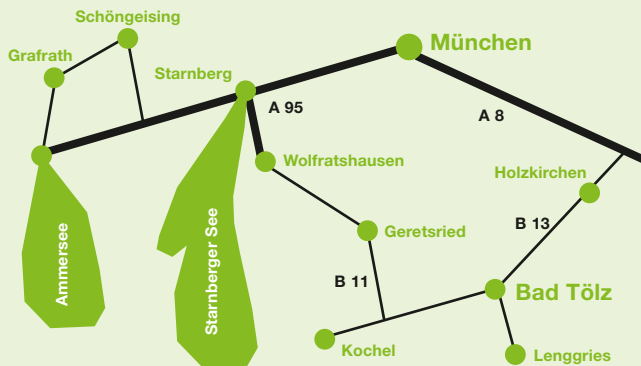 Schöngeising
München
Grafrath
Starnberg
A 95
A 8
Wolfratshausen
Holzkirchen
Ammersee
Starnberger See
Geretsried
B 13
B 11
Bad Tölz
Kochel
Lenggries